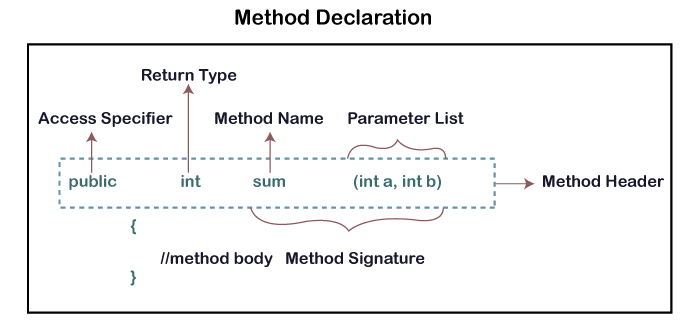 Method Declaration
Return Type
Access Specifier Method Name Parameter List
public int sum (int a, int b) Method Header
{
//method body Method Signature
}